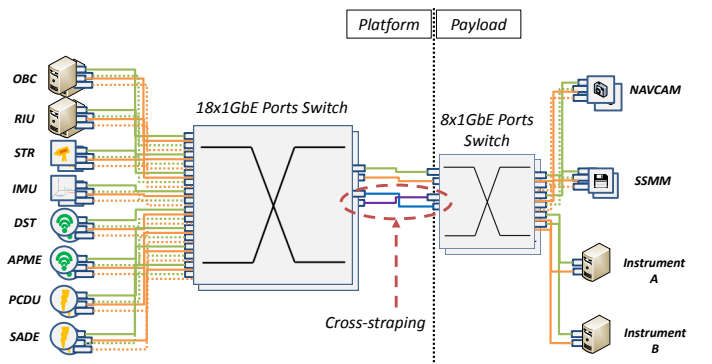 Platform
Payload
OBC
RIU
STR
IMU
DST
APME
PCDU
SADE
18x1GbE Ports Switch
8x1GbE Ports
Switch
NAVCAM
SSMM
Instrument
A
Instrument
B
Cross-straping